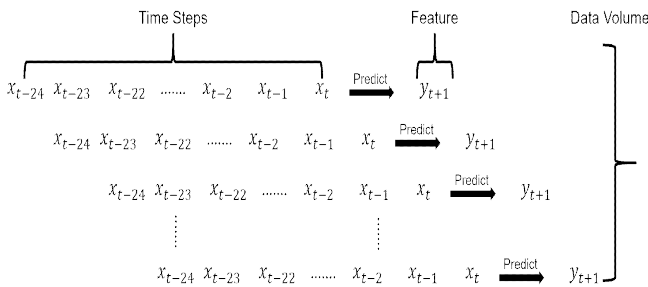 Time Steps Feature Data Volume
x_{t-24} x_{t-23} x_{t-22} ....... x_{t-2} x_{t-1} x_t Predict y_{t+1}
x_{t-24} x_{t-23} x_{t-22} ....... x_{t-2} x_{t-1} x_t Predict y_{t+1}
x_{t-24} x_{t-23} x_{t-22} ....... x_{t-2} x_{t-1} x_t Predict y_{t+1}
x_{t-24} x_{t-23} x_{t-22} ....... x_{t-2} x_{t-1} x_t Predict y_{t+1}